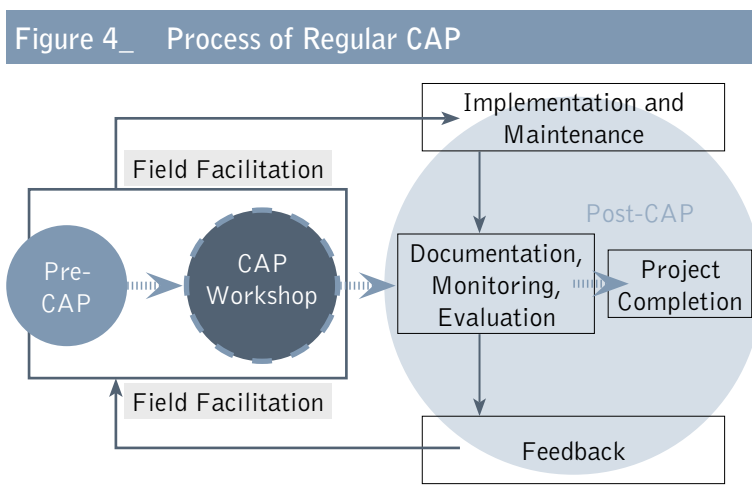 Figure 4_ Process of Regular CAP
Implementation and
Maintenance
Field Facilitation
Post-CAP
Pre-
CAP
CAP
Workshop
Documentation,
Monitoring,
Evaluation
Project
Completion
Field Facilitation
Feedback